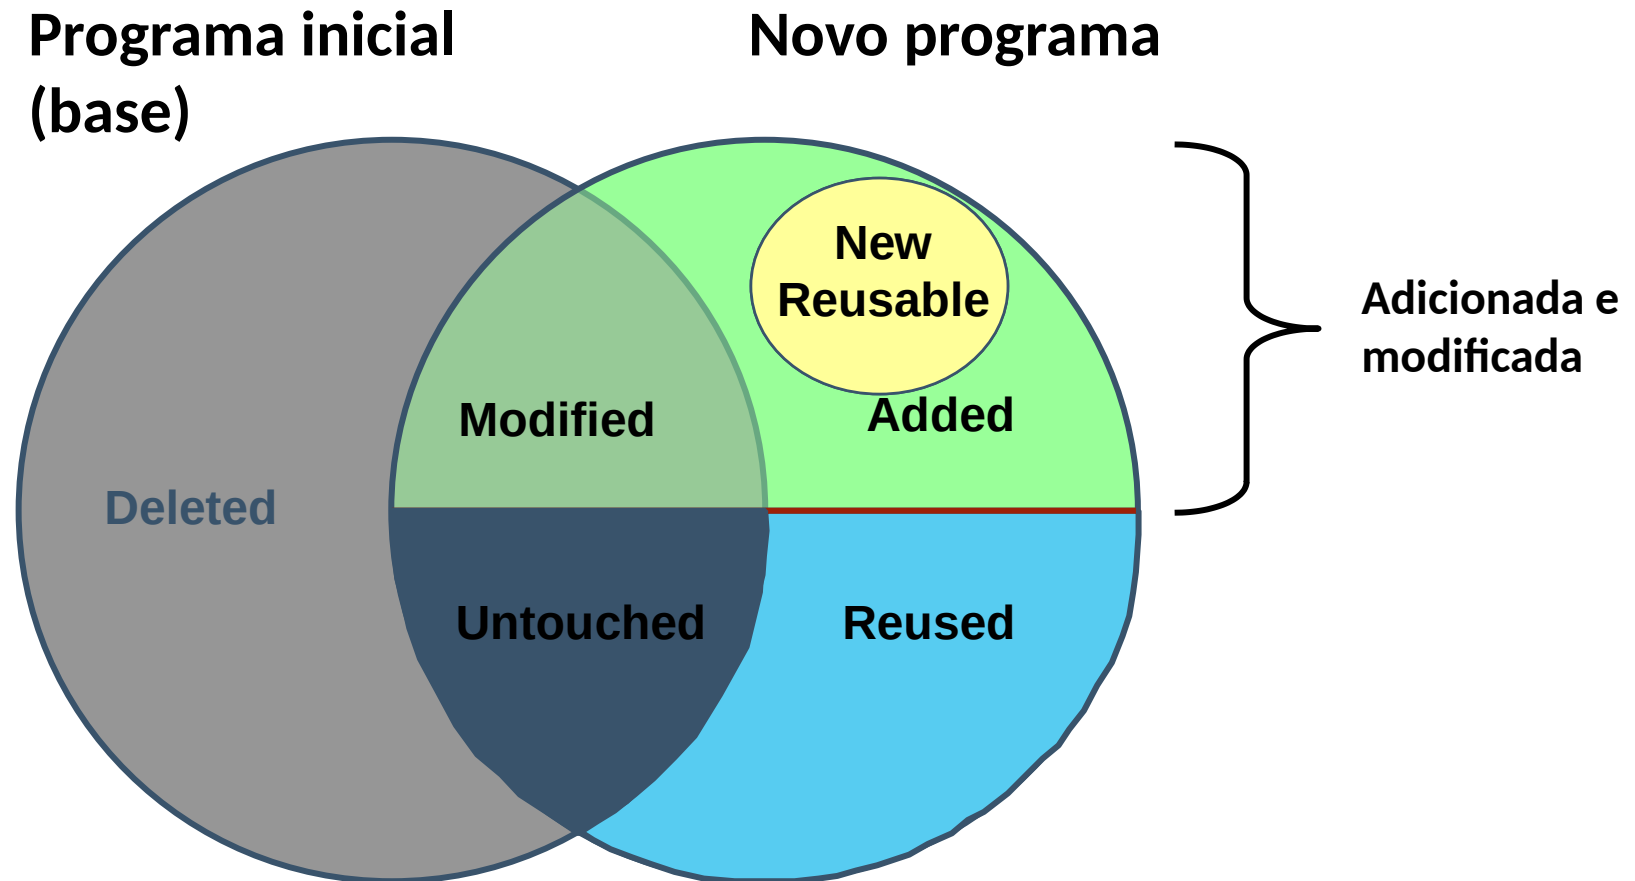 Programa inicial
(base)
Novo programa
New
Reusable
Adicionada e
modificada
Modified
Added
Deleted
Untouched
Reused